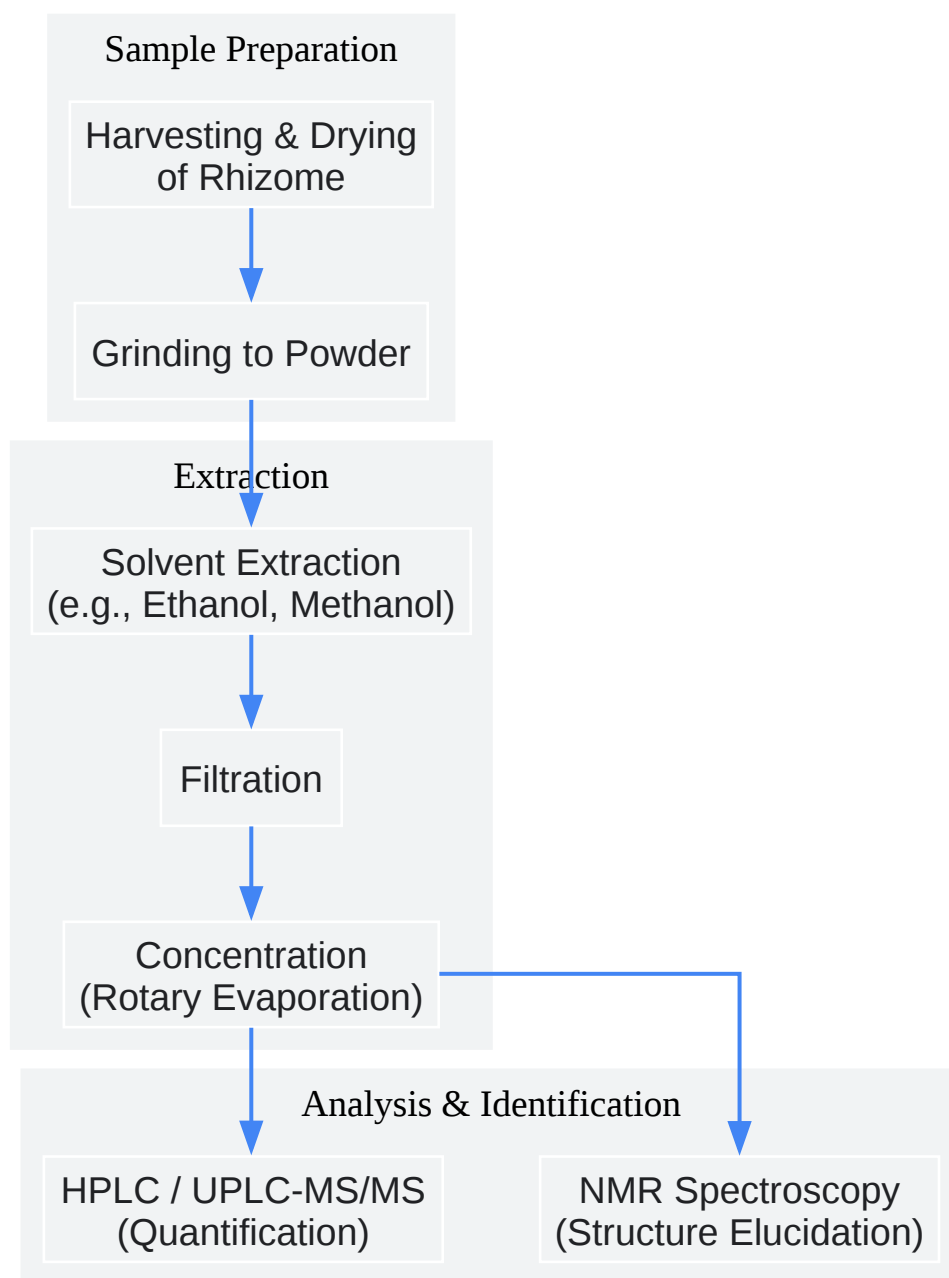 Sample Preparation
Harvesting & Drying
of Rhizome
Grinding to Powder
Extraction
Solvent Extraction
(e.g., Ethanol, Methanol)
Filtration
Concentration
(Rotary Evaporation)
Analysis & Identification
HPLC / UPLC-MS/MS
(Quantification)
NMR Spectroscopy
(Structure Elucidation)